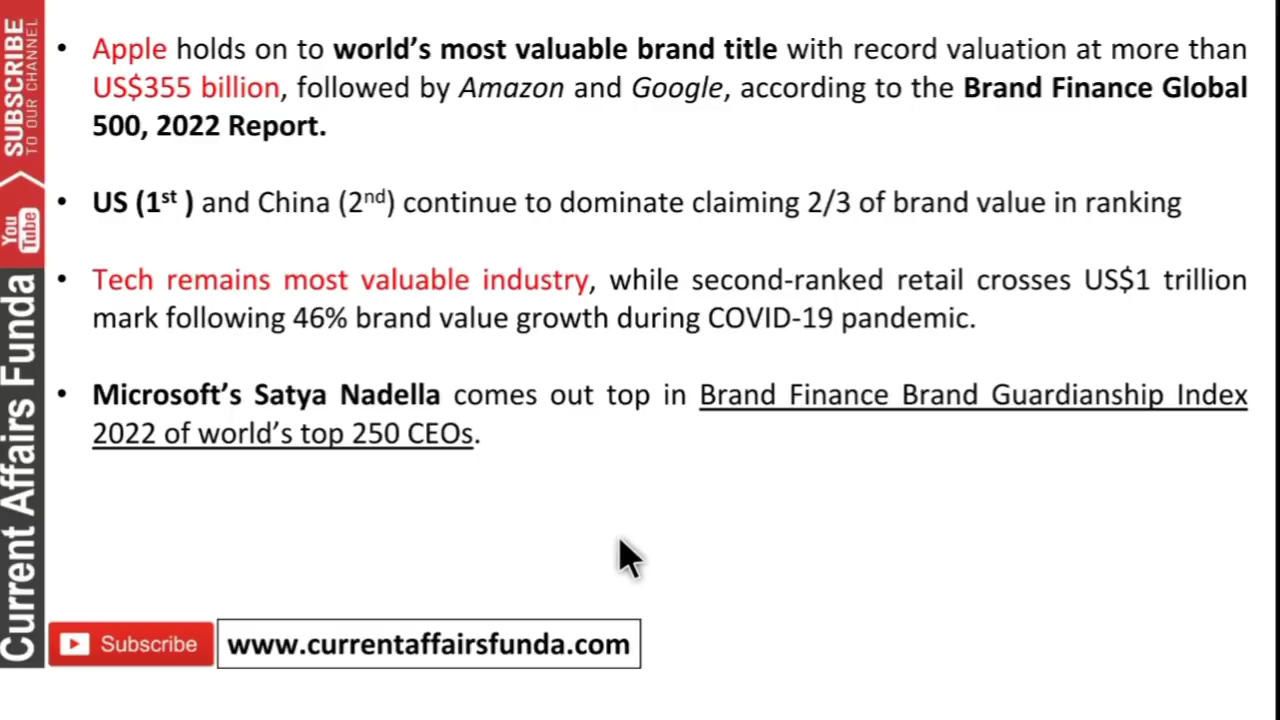 • Apple holds on to world's most valuable brand title with record valuation at more than
US$355 billion, followed by Amazon and Google, according to the Brand Finance Global
500, 2022 Report.
• US (1st ) and China (2nd) continue to dominate claiming 2/3 of brand value in ranking
• Tech remains most valuable industry, while second-ranked retail crosses US$1 trillion
mark following 46% brand value growth during COVID-19 pandemic.
• Microsoft's Satya Nadella comes out top in Brand Finance Brand Guardianship Index
2022 of world's top 250 CEOs.
SUBSCRIBE
TO OUR CHANNEL
You
Tube
Current Affairs Funda
Subscribe
www.currentaffairsfunda.com